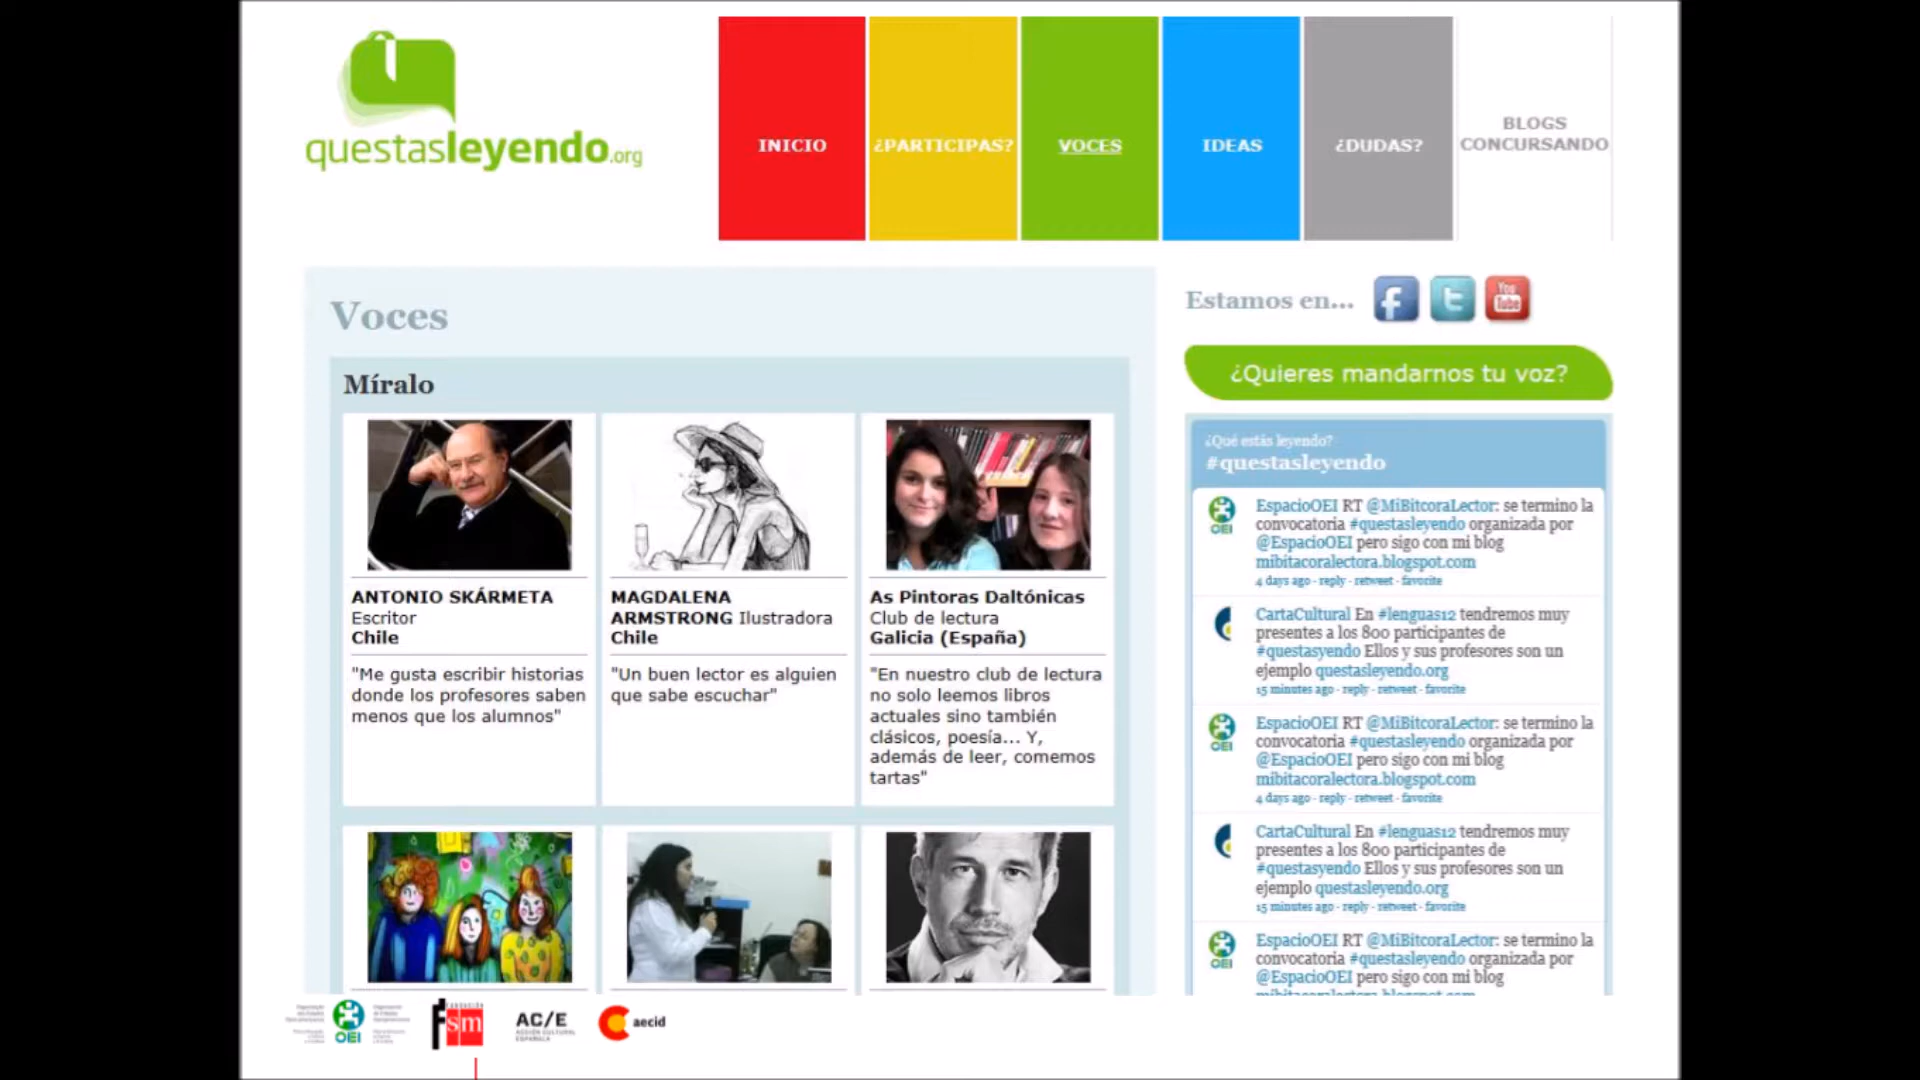 questasleyendo.org
INICIO
¿PARTICIPAS?
VOCES
IDEAS
¿DUDAS?
BLOGS
CONCURSANDO
Voces
Míralo
ANTONIO SKÁRMETA
Escritor
Chile
"Me gusta escribir historias
donde los profesores saben
menos que los alumnos"
MAGDALENA
ARMSTRONG Ilustradora
Chile
"Un buen lector es alguien
que sabe escuchar"
As Pintoras Daltónicas
Club de lectura
Galicia (España)
"En nuestro club de lectura
no solo leemos libros
actuales sino también
clásicos, poesía... Y,
además de leer, comemos
tartas"
Estamos en...
You
Tube
¿Quieres mandarnos tu voz?
¿Qué estás leyendo?
#questasleyendo
EspacioOEI RT @MiBitcoraLector: se termino la
convocatoria #questasleyendo organizada por
@EspacioOEI pero sigo con mi blog
mibitacoralectora.blogspot.com
4 days ago · reply · retweet · favorite
CartaCultural En #lenguas12 tendremos muy
presentes a los 800 participantes de
#questasyendo Ellos y sus profesores son un
ejemplo questasleyendo.org
15 minutes ago · reply · retweet · favorite
EspacioOEI RT @MiBitcoraLector: se termino la
convocatoria #questasleyendo organizada por
@EspacioOEI pero sigo con mi blog
mibitacoralectora.blogspot.com
4 days ago · reply · retweet · favorite
CartaCultural En #lenguas12 tendremos muy
presentes a los 800 participantes de
#questasyendo Ellos y sus profesores son un
ejemplo questasleyendo.org
15 minutes ago · reply · retweet · favorite
EspacioOEI RT @MiBitcoraLector: se termino la
convocatoria #questasleyendo organizada por
@EspacioOEI pero sigo con mi blog
OEI
FUNDACIÓN
sm
AC/E
ACCIÓN CULTURAL
ESPAÑOLA
aecid